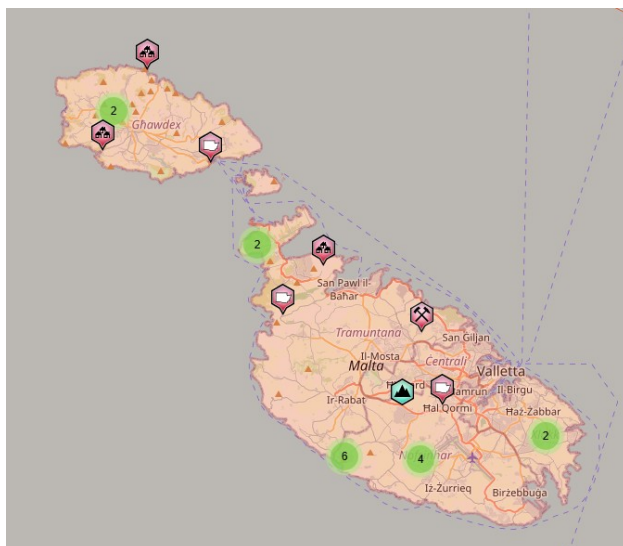 2
Għawdex
2
San Pawl il-
Baħar
Tramuntana
San Ġiljan
Il-Mosta
Malta
Ċentrali
Valletta
Il-Birgu
Ir-Rabat
Ħal Qormi
Ħaż-Żabbar
2
6
4
Iż-Żurrieq
Birżebbuġa